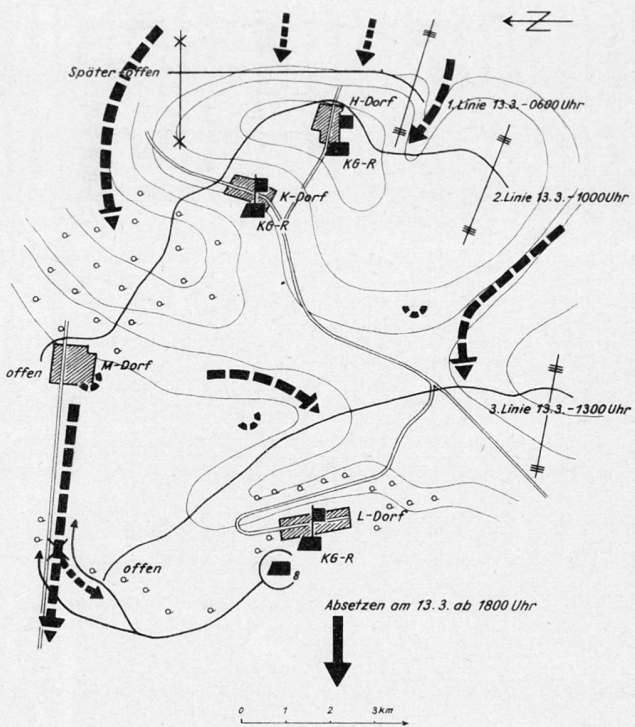 N
Später offen
H-Dorf
1. Linie 13.3.-0600 Uhr
KG-R
K-Dorf
2. Linie 13.3.-1000 Uhr
KG-R
offen
M-Dorf
3. Linie 13.3.-1300 Uhr
L-Dorf
KG-R
offen
8
Absetzen am 13.3. ab 1800 Uhr
0 1 2 3 km